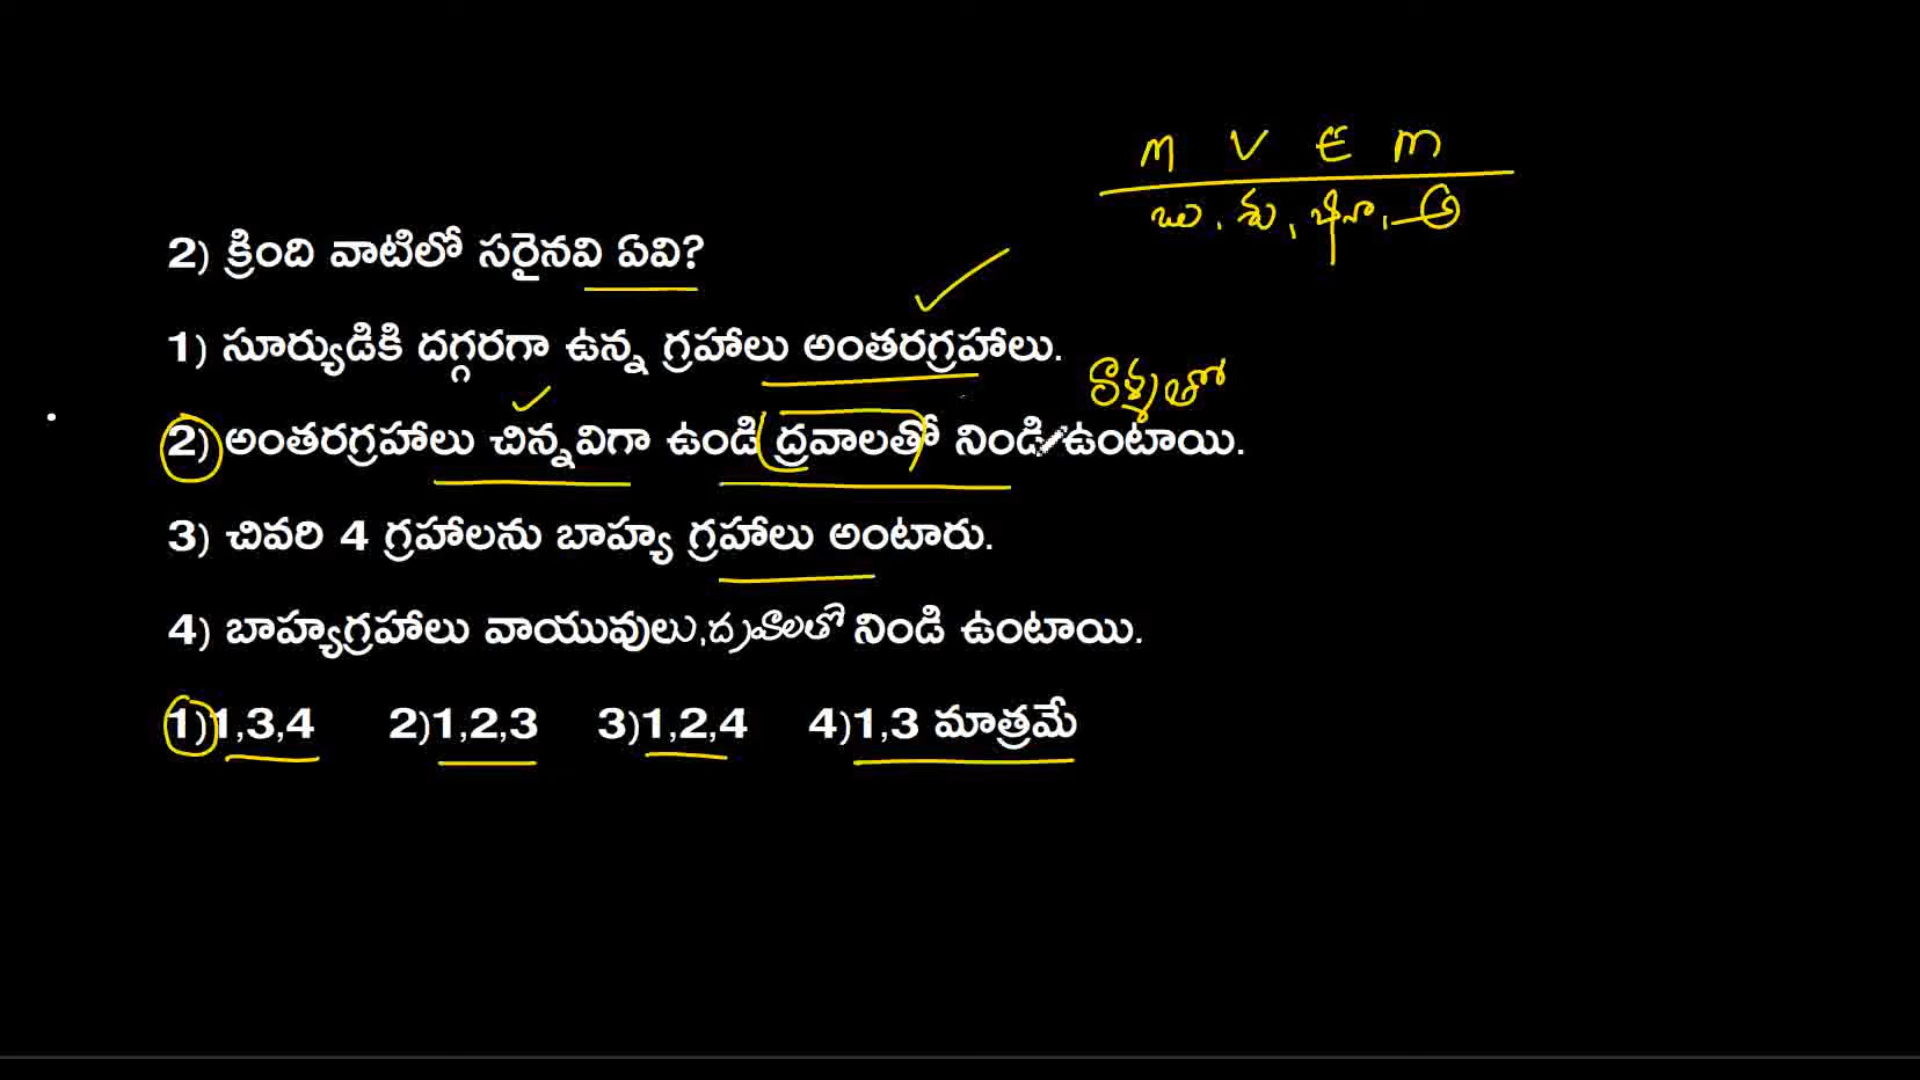 M V E M
బు, శు, భూ, అ
2) క్రింది వాటిలో సరైనవి ఏవి?
1) సూర్యుడికి దగ్గరగా ఉన్న గ్రహాలు అంతరగ్రహాలు.
రాళ్ళతో
2) అంతరగ్రహాలు చిన్నవిగా ఉండి ద్రవాలతో నిండి ఉంటాయి.
3) చివరి 4 గ్రహాలను బాహ్య గ్రహాలు అంటారు.
4) బాహ్యగ్రహాలు వాయువులు,ద్రవాలతో నిండి ఉంటాయి.
1)1,3,4 2)1,2,3 3)1,2,4 4)1,3 మాత్రమే